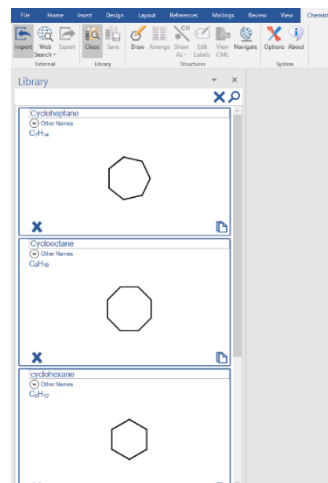 File Home Insert Design Layout References Mailings Review View Chemist
Import Web Search Export Close Save Draw Arrange Show As Edit Labels View CML Navigate Options About
External Library Structures System
Library
Cycloheptane
Other Names
C₇H₁₄
Cyclooctane
Other Names
C₈H₁₆
cyclohexane
Other Names
C₆H₁₂